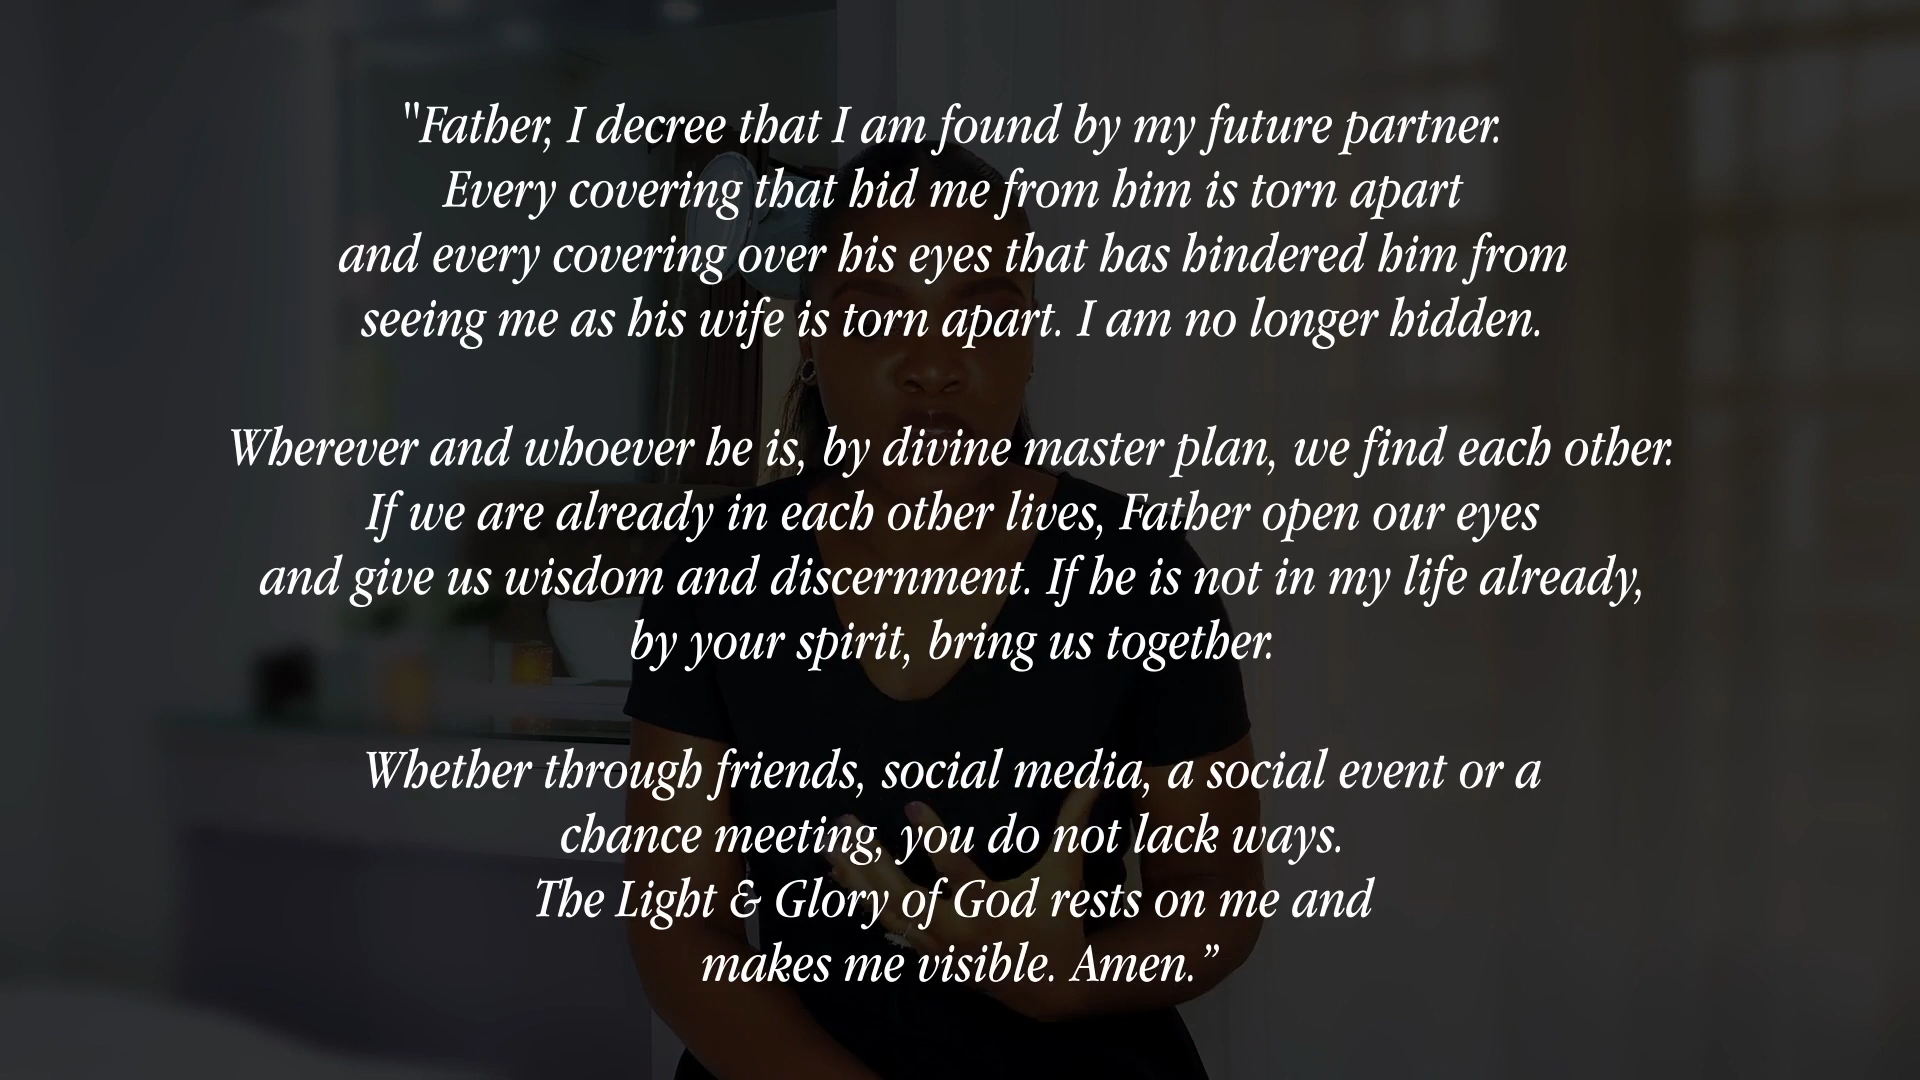 "Father, I decree that I am found by my future partner.
Every covering that hid me from him is torn apart
and every covering over his eyes that has hindered him from
seeing me as his wife is torn apart. I am no longer hidden.
Wherever and whoever he is, by divine master plan, we find each other.
If we are already in each other lives, Father open our eyes
and give us wisdom and discernment. If he is not in my life already,
by your spirit, bring us together.
Whether through friends, social media, a social event or a
chance meeting, you do not lack ways.
The Light & Glory of God rests on me and
makes me visible. Amen.”